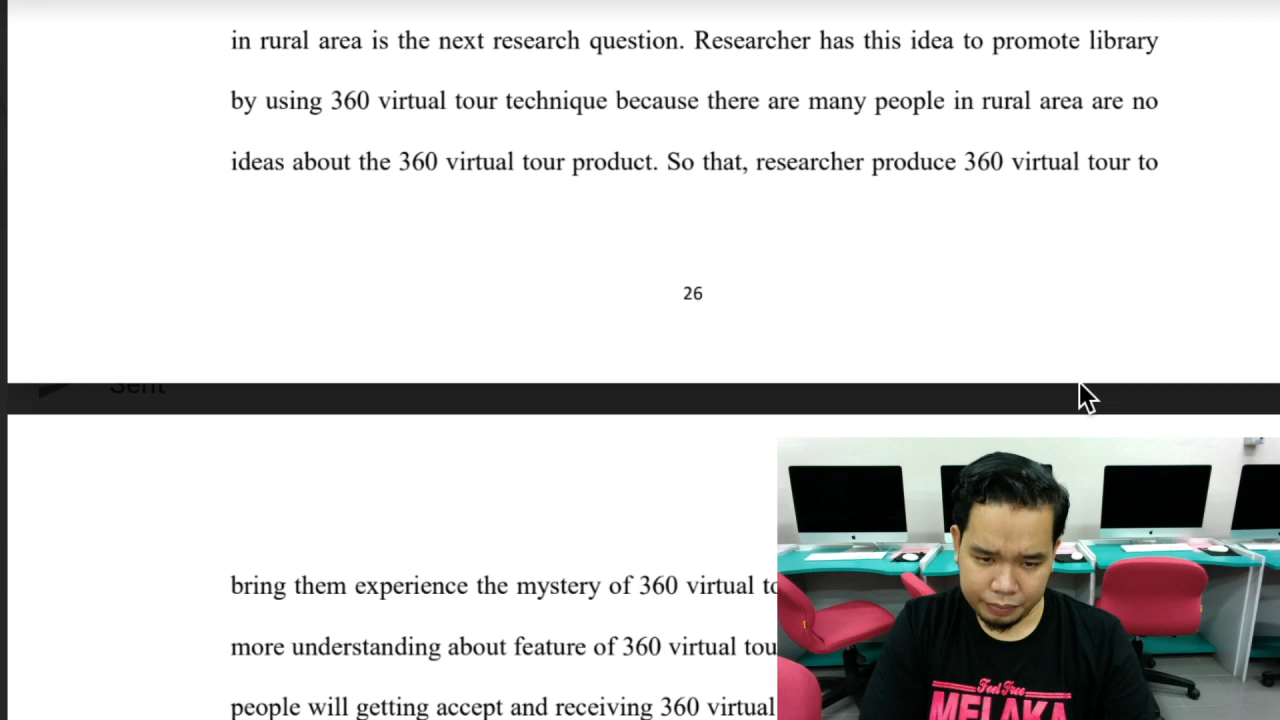 in rural area is the next research question. Researcher has this idea to promote library
by using 360 virtual tour technique because there are many people in rural area are no
ideas about the 360 virtual tour product. So that, researcher produce 360 virtual tour to
26
Sent
bring them experience the mystery of 360 virtual
more understanding about feature of 360 virtual
people will getting accept and receiving 360 virtual
Feel Free
MELAKA